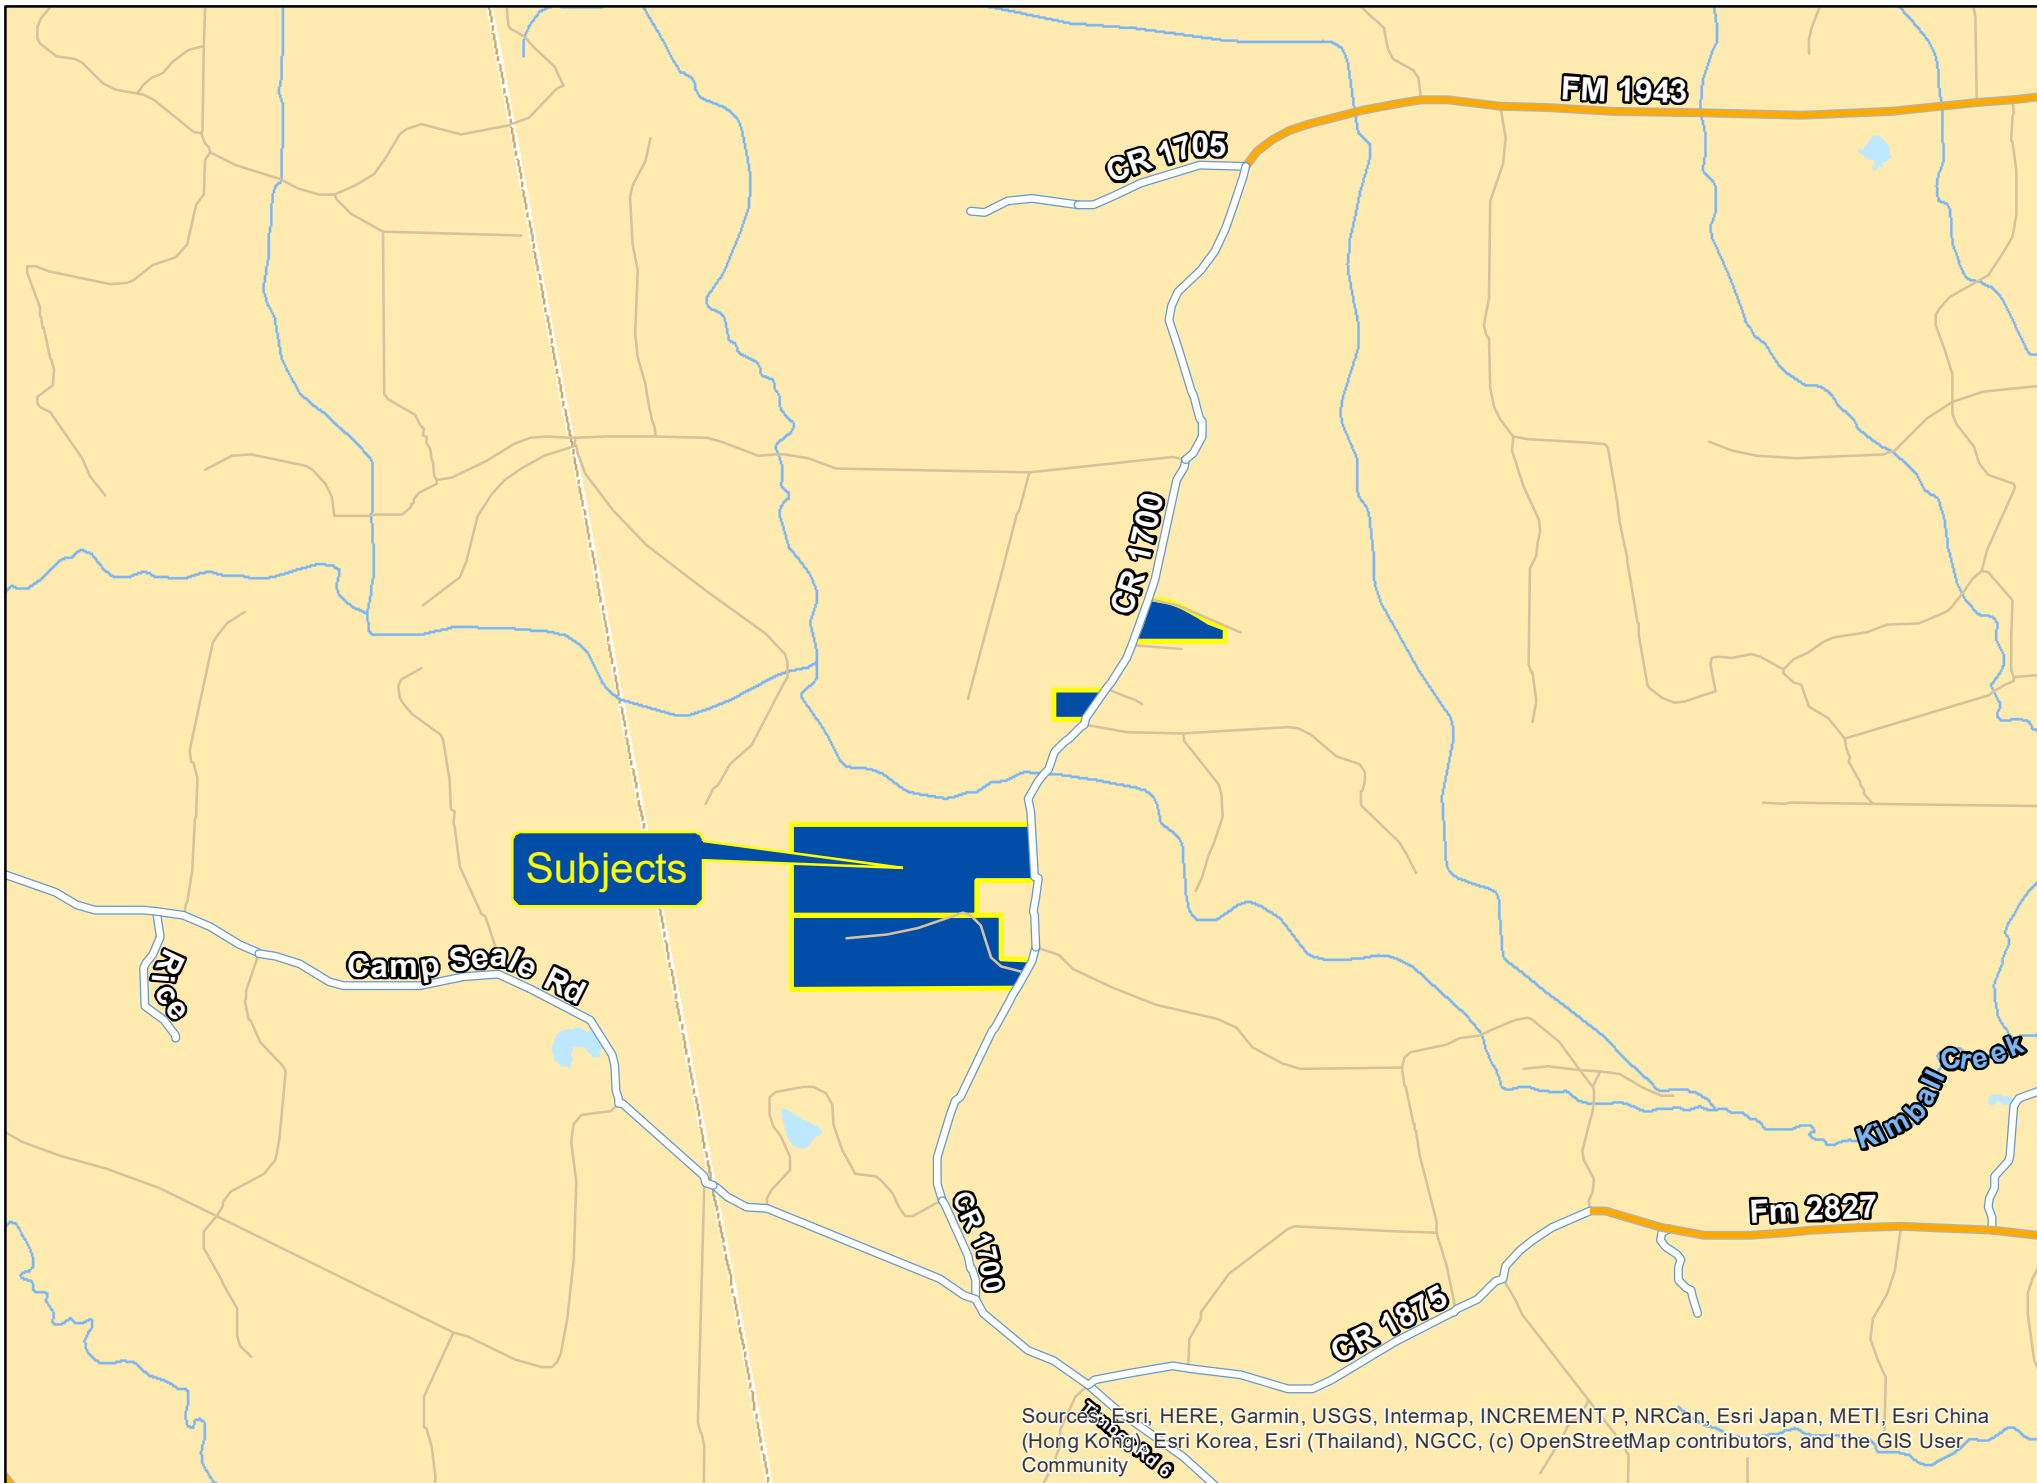 FM 1943
CR 1705
CR 1700
Subjects
Camp Seale Rd
Rice
Kimball Creek
CR 1700
Fm 2827
CR 1875
Rd 6
Sources: Esri, HERE, Garmin, USGS, Intermap, INCREMENT P, NRCan, Esri Japan, METI, Esri China
(Hong Kong), Esri Korea, Esri (Thailand), NGCC, (c) OpenStreetMap contributors, and the GIS User
Community